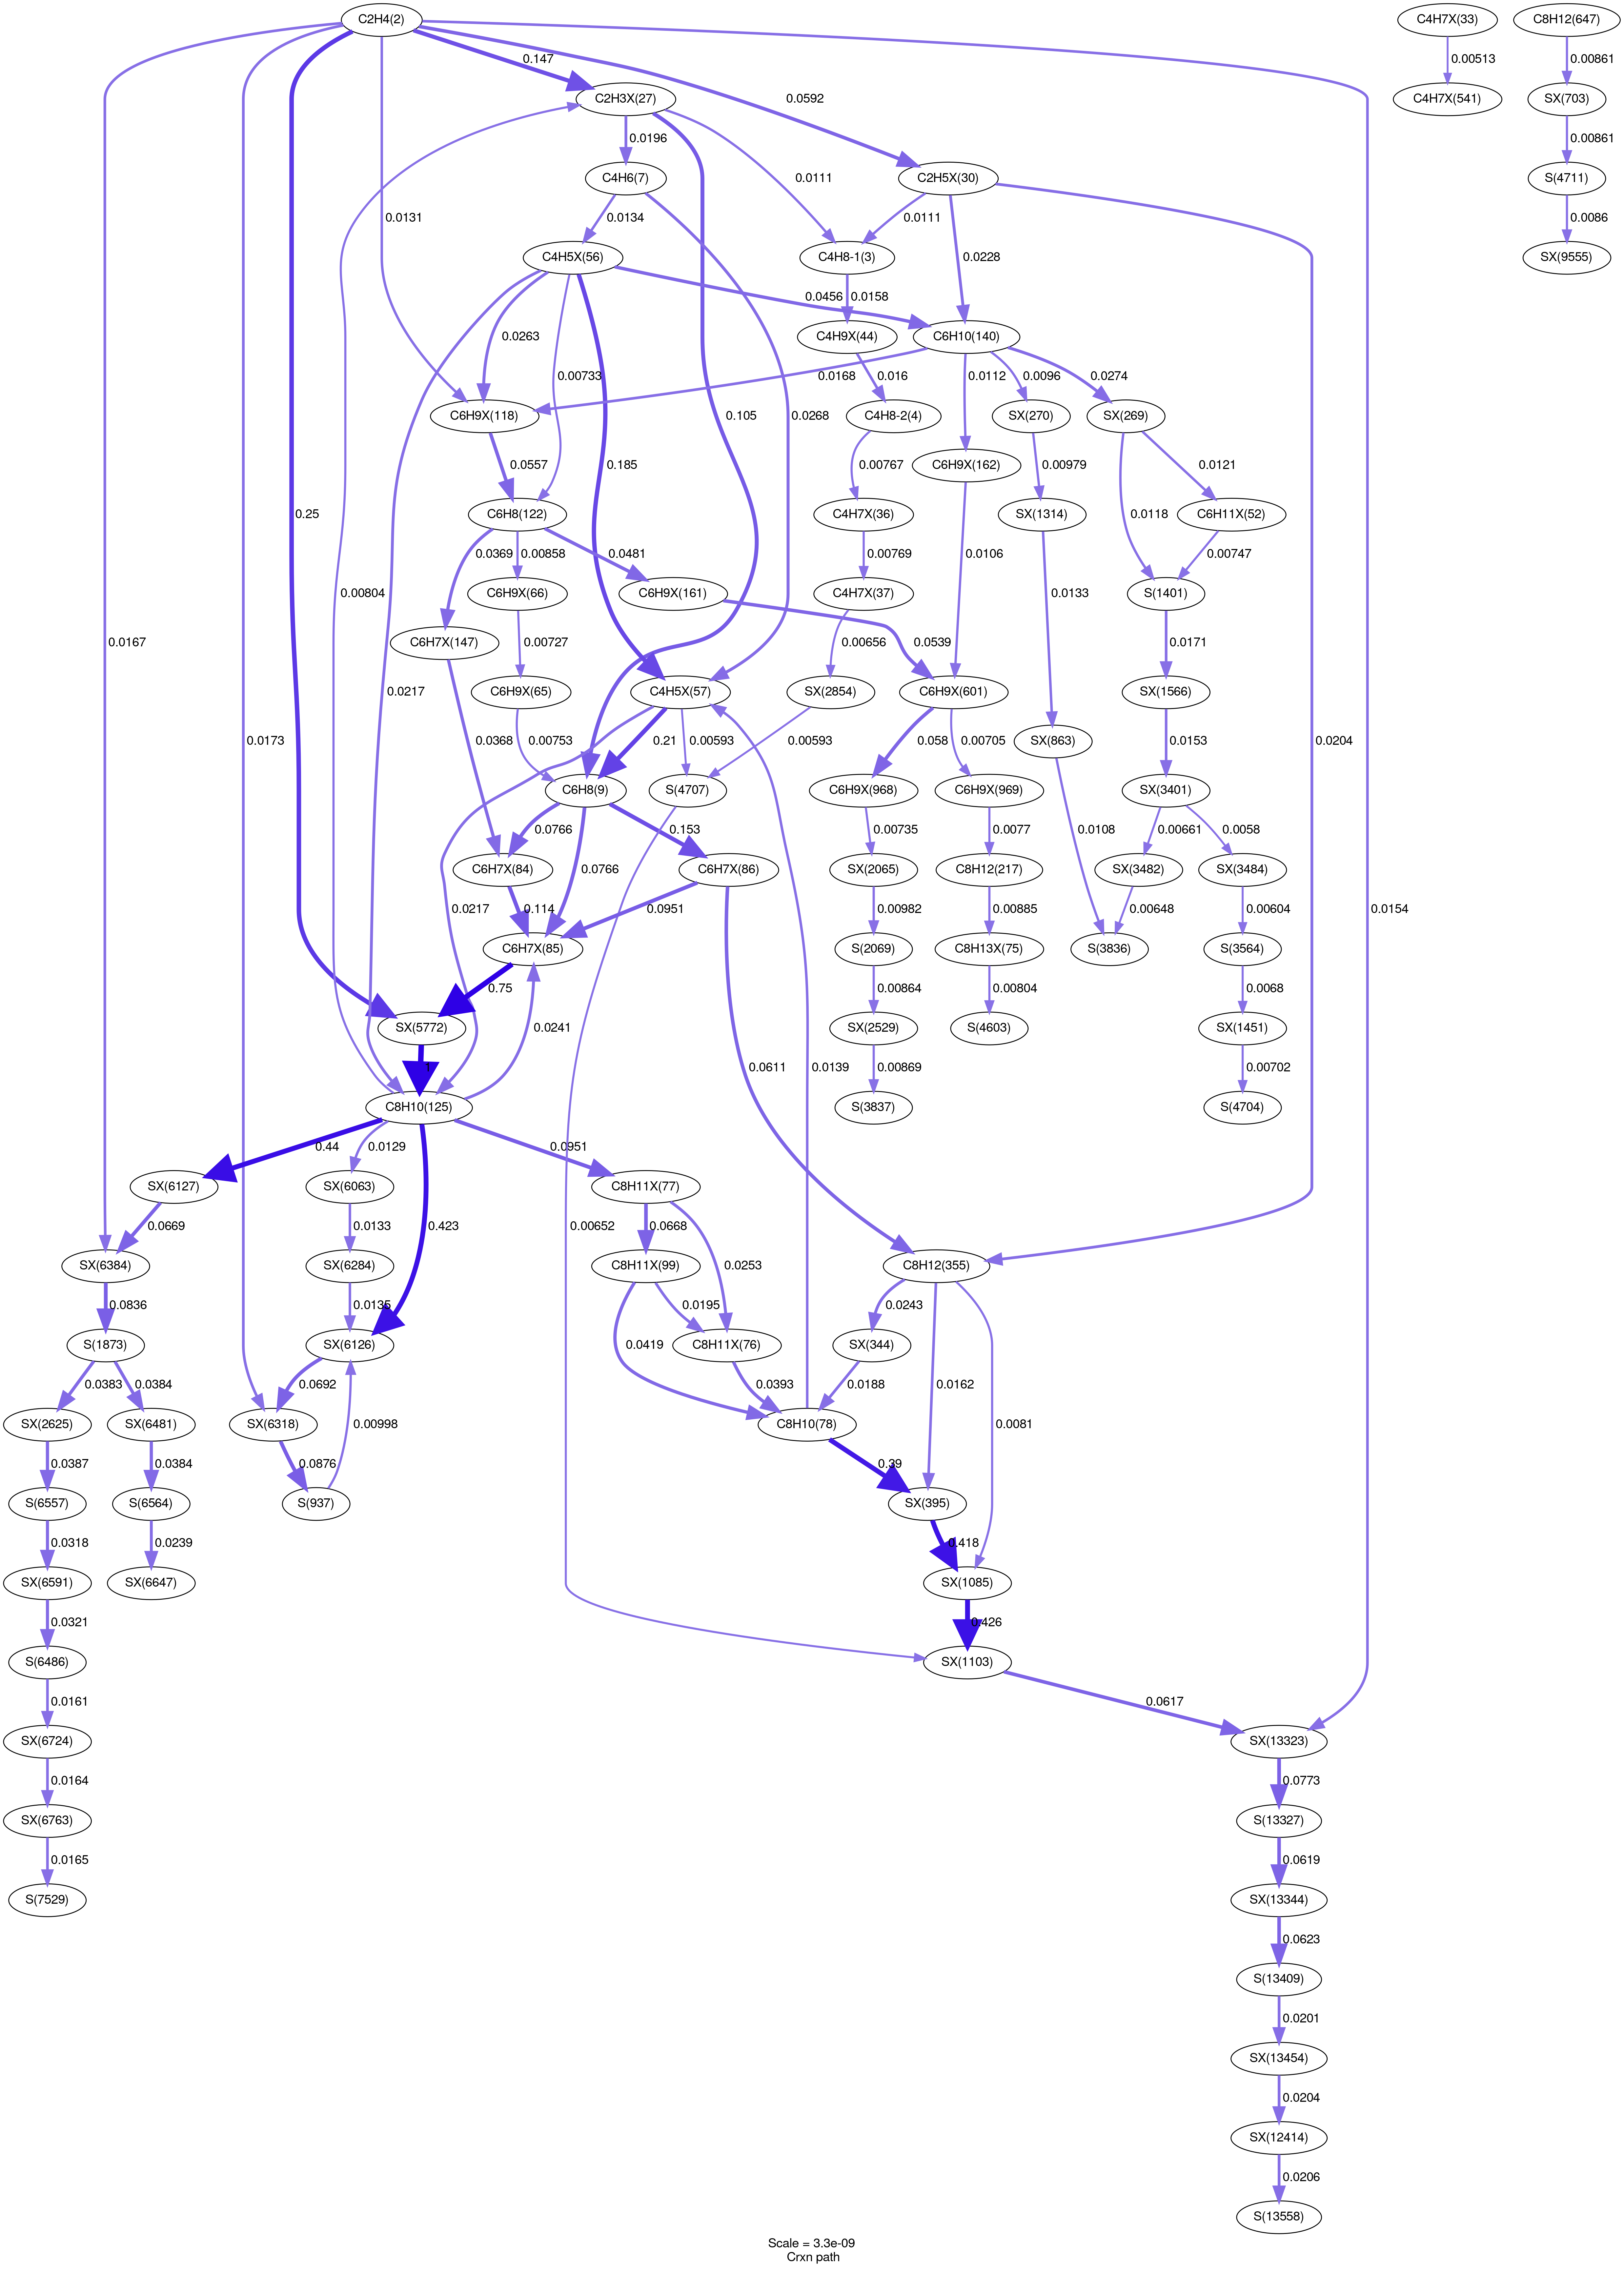 C2H4(2)
C4H7X(33)
C8H12(647)
0.147
0.00513
0.00861
C2H3X(27)
0.0592
C4H7X(541)
SX(703)
0.0196
0.00861
C4H6(7)
C2H5X(30)
S(4711)
0.0131
0.0134
0.0111
0.0111
0.0086
C4H5X(56)
C4H8-1(3)
0.0228
SX(9555)
0.0456
0.0158
0.0263
C4H9X(44)
C6H10(140)
0.00733
0.0168
0.016
0.0112
0.0096
0.0274
C6H9X(118)
0.105
0.0268
C4H8-2(4)
SX(270)
SX(269)
0.0557
0.185
0.00767
C6H9X(162)
0.00979
0.0121
0.25
C6H8(122)
C4H7X(36)
SX(1314)
0.0118
C6H11X(52)
0.0369
0.00858
0.0481
0.00769
0.0106
0.00747
0.00804
C6H9X(66)
C6H9X(161)
C4H7X(37)
0.0133
S(1401)
0.0167
C6H7X(147)
0.00727
0.0539
0.00656
0.0171
0.0217
C6H9X(65)
C4H5X(57)
SX(2854)
C6H9X(601)
SX(1566)
0.0173
0.0368
0.00753
0.21
0.00593
0.00593
0.058
0.00705
SX(863)
0.0153
0.0204
C6H8(9)
S(4707)
C6H9X(968)
C6H9X(969)
SX(3401)
0.0766
0.153
0.00735
0.0077
0.0108
0.00661
0.0058
C6H7X(84)
0.0766
C6H7X(86)
SX(2065)
C8H12(217)
SX(3482)
SX(3484)
0.0217
0.114
0.0951
0.00982
0.00885
0.00648
0.00604
0.0154
C6H7X(85)
S(2069)
C8H13X(75)
S(3836)
S(3564)
0.75
0.00864
0.00804
0.0068
SX(5772)
SX(2529)
S(4603)
SX(1451)
1
0.0241
0.0611
0.0139
0.00869
0.00702
C8H10(125)
S(3837)
S(4704)
0.44
0.0129
0.0951
SX(6127)
SX(6063)
C8H11X(77)
0.0669
0.0133
0.423
0.00652
0.0668
SX(6384)
SX(6284)
C8H11X(99)
0.0253
C8H12(355)
0.0836
0.0135
0.0195
0.0243
S(1873)
SX(6126)
0.0419
C8H11X(76)
SX(344)
0.0383
0.0384
0.0692
0.0393
0.0188
0.0162
0.0081
SX(2625)
SX(6481)
SX(6318)
C8H10(78)
0.0387
0.0384
0.0876
0.00998
0.39
S(6557)
S(6564)
S(937)
SX(395)
0.0318
0.0239
0.418
SX(6591)
SX(6647)
SX(1085)
0.0321
0.426
S(6486)
SX(1103)
0.0161
0.0617
SX(6724)
SX(13323)
0.0164
0.0773
SX(6763)
S(13327)
0.0165
0.0619
S(7529)
SX(13344)
0.0623
S(13409)
0.0201
SX(13454)
0.0204
SX(12414)
0.0206
S(13558)
Scale = 3.3e-09
Crxn path